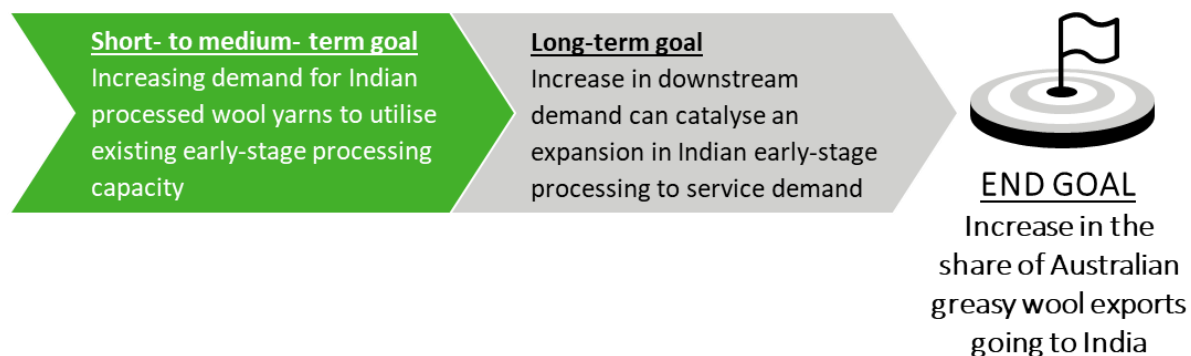 Short- to medium- term goal
Increasing demand for Indian
processed wool yarns to utilise
existing early-stage processing
capacity
Long-term goal
Increase in downstream
demand can catalyse an
expansion in Indian early-stage
processing to service demand
END GOAL
Increase in the
share of Australian
greasy wool exports
going to India